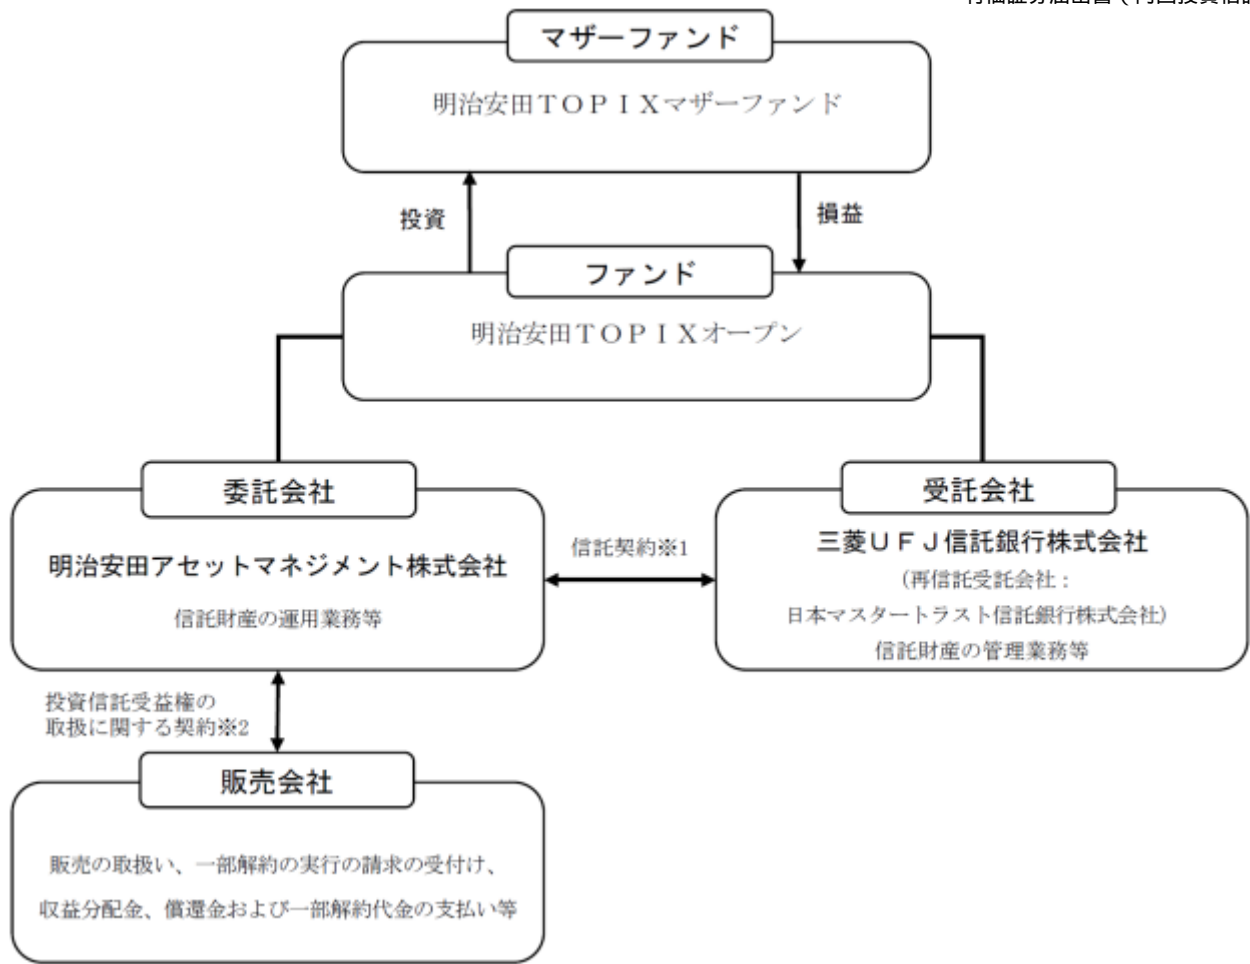 マザーファンド
明治安田ＴＯＰＩＸマザーファンド
投資
損益
ファンド
明治安田ＴＯＰＩＸオープン
委託会社
明治安田アセットマネジメント株式会社
信託財産の運用業務等
信託契約※1
受託会社
三菱ＵＦＪ信託銀行株式会社
（再信託受託会社：
日本マスタートラスト信託銀行株式会社）
信託財産の管理業務等
投資信託受益権の
取扱に関する契約※2
販売会社
販売の取扱い、一部解約の実行の請求の受付け、
収益分配金、償還金および一部解約代金の支払い等